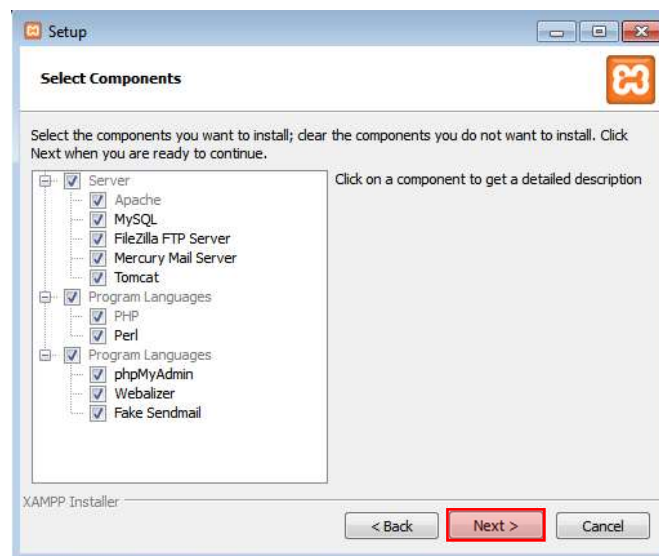 Setup
Select Components
Select the components you want to install; clear the components you do not want to install. Click
Next when you are ready to continue.
Server
Apache
MySQL
FileZilla FTP Server
Mercury Mail Server
Tomcat
Program Languages
PHP
Perl
Program Languages
phpMyAdmin
Webalizer
Fake Sendmail
Click on a component to get a detailed description
XAMPP Installer
< Back
Next >
Cancel